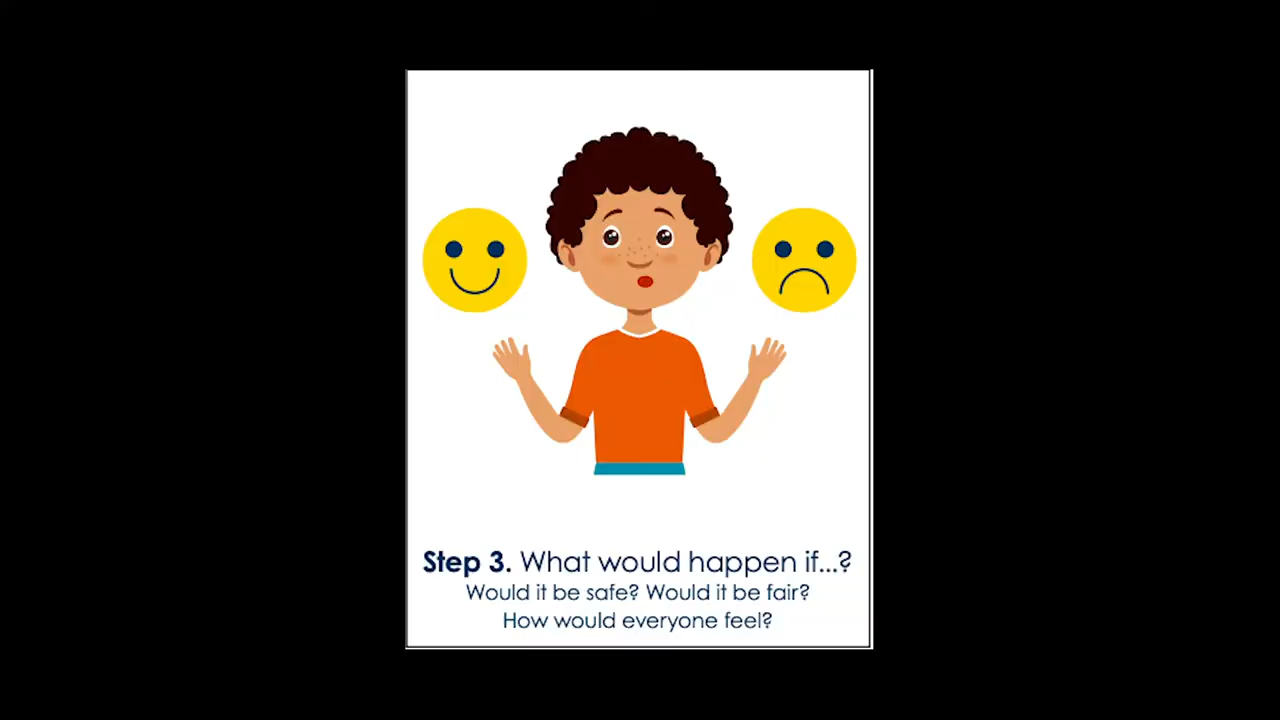 Step 3. What would happen if...?
Would it be safe? Would it be fair?
How would everyone feel?